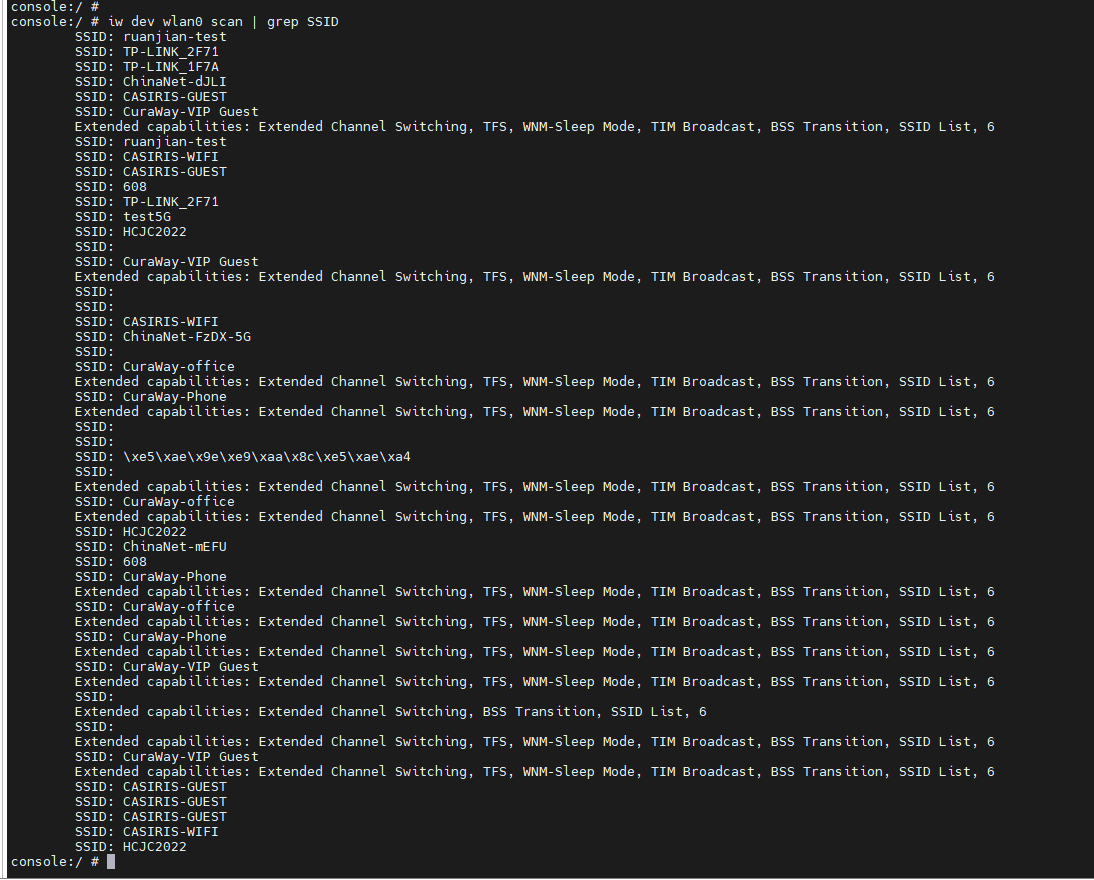 console:/ #
console:/ # iw dev wlan0 scan | grep SSID
SSID: ruanjian-test
SSID: TP-LINK_2F71
SSID: TP-LINK_1F7A
SSID: ChinaNet-dJLI
SSID: CASIRIS-GUEST
SSID: CuraWay-VIP Guest
Extended capabilities: Extended Channel Switching, TFS, WNM-Sleep Mode, TIM Broadcast, BSS Transition, SSID List, 6
SSID: ruanjian-test
SSID: CASIRIS-WIFI
SSID: CASIRIS-GUEST
SSID: 608
SSID: TP-LINK_2F71
SSID: test5G
SSID: HCJC2022
SSID:
SSID: CuraWay-VIP Guest
Extended capabilities: Extended Channel Switching, TFS, WNM-Sleep Mode, TIM Broadcast, BSS Transition, SSID List, 6
SSID:
SSID:
SSID: CASIRIS-WIFI
SSID: ChinaNet-FzDX-5G
SSID:
SSID: CuraWay-office
Extended capabilities: Extended Channel Switching, TFS, WNM-Sleep Mode, TIM Broadcast, BSS Transition, SSID List, 6
SSID: CuraWay-Phone
Extended capabilities: Extended Channel Switching, TFS, WNM-Sleep Mode, TIM Broadcast, BSS Transition, SSID List, 6
SSID:
SSID:
SSID: \xe5\xae\x9e\xe9\xaa\x8c\xe5\xae\xa4
SSID:
Extended capabilities: Extended Channel Switching, TFS, WNM-Sleep Mode, TIM Broadcast, BSS Transition, SSID List, 6
SSID: CuraWay-office
Extended capabilities: Extended Channel Switching, TFS, WNM-Sleep Mode, TIM Broadcast, BSS Transition, SSID List, 6
SSID: HCJC2022
SSID: ChinaNet-mEFU
SSID: 608
SSID: CuraWay-Phone
Extended capabilities: Extended Channel Switching, TFS, WNM-Sleep Mode, TIM Broadcast, BSS Transition, SSID List, 6
SSID: CuraWay-office
Extended capabilities: Extended Channel Switching, TFS, WNM-Sleep Mode, TIM Broadcast, BSS Transition, SSID List, 6
SSID: CuraWay-Phone
Extended capabilities: Extended Channel Switching, TFS, WNM-Sleep Mode, TIM Broadcast, BSS Transition, SSID List, 6
SSID: CuraWay-VIP Guest
Extended capabilities: Extended Channel Switching, TFS, WNM-Sleep Mode, TIM Broadcast, BSS Transition, SSID List, 6
SSID:
Extended capabilities: Extended Channel Switching, BSS Transition, SSID List, 6
SSID:
Extended capabilities: Extended Channel Switching, TFS, WNM-Sleep Mode, TIM Broadcast, BSS Transition, SSID List, 6
SSID: CuraWay-VIP Guest
Extended capabilities: Extended Channel Switching, TFS, WNM-Sleep Mode, TIM Broadcast, BSS Transition, SSID List, 6
SSID: CASIRIS-GUEST
SSID: CASIRIS-GUEST
SSID: CASIRIS-GUEST
SSID: CASIRIS-WIFI
SSID: HCJC2022
console:/ #